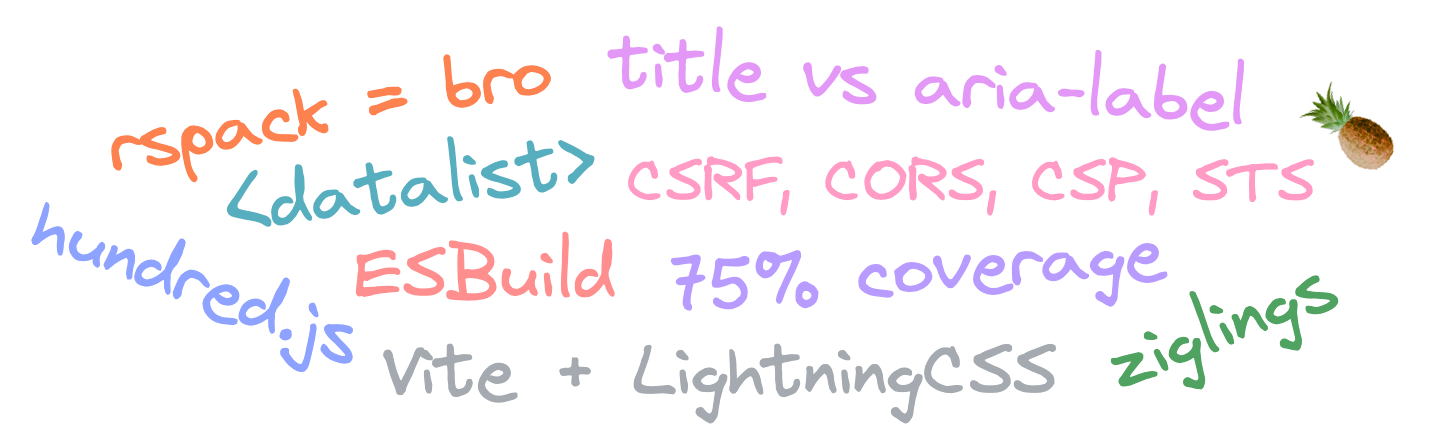 rspack = bro
title vs aria-label
<datalist>
CSRF, CORS, CSP, STS
hundred.js
ESBuild
75% coverage
ziglings
Vite + LightningCSS